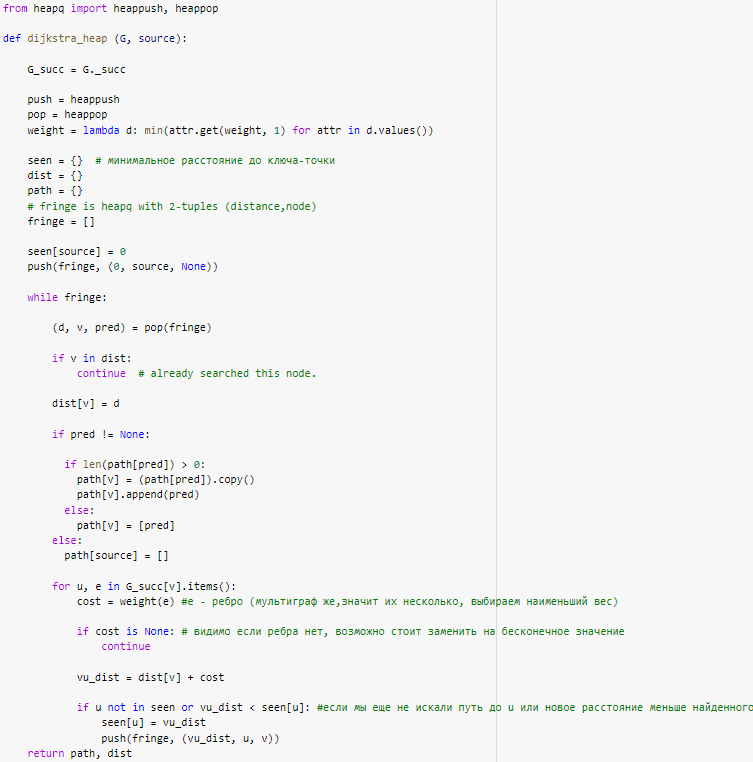 from heapq import heappush, heappop
def dijkstra_heap (G, source):
G_succ = G._succ
push = heappush
pop = heappop
weight = lambda d: min(attr.get(weight, 1) for attr in d.values())
seen = {}  # минимальное расстояние до ключа-точки
dist = {}
path = {}
# fringe is heapq with 2-tuples (distance,node)
fringe = []
seen[source] = 0
push(fringe, (0, source, None))
while fringe:
(d, v, pred) = pop(fringe)
if v in dist:
continue  # already searched this node.
dist[v] = d
if pred != None:
if len(path[pred]) > 0:
path[v] = (path[pred]).copy()
path[v].append(pred)
else:
path[v] = [pred]
else:
path[source] = []
for u, e in G_succ[v].items():
cost = weight(e) #e - ребро (мультиграф же,значит их несколько, выбираем наименьший вес)
if cost is None: # видимо если ребра нет, возможно стоит заменить на бесконечное значение
continue
vu_dist = dist[v] + cost
if u not in seen or vu_dist < seen[u]: #если мы еще не искали путь до u или новое расстояние меньше найденного
seen[u] = vu_dist
push(fringe, (vu_dist, u, v))
return path, dist